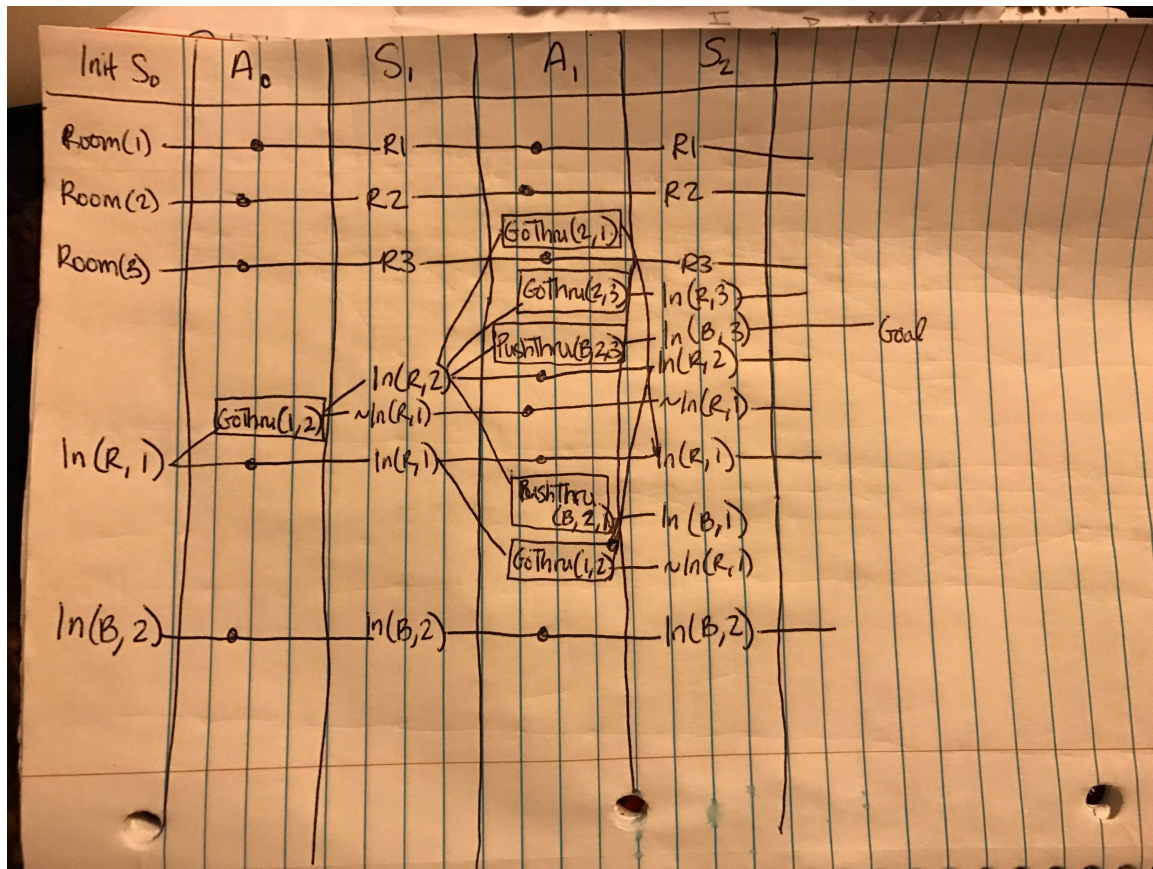 Init S0 A0 S1 A1 S2
Room(1) R1 R1
Room(2) R2 R2
GoThru(2,1)
Room(3) R3 R3
GoThru(2,3) In(R,3)
In(B,3) Goal
PushThru(B,2,3)
In(R,2) In(R,2)
GoThru(1,2) ~In(R,1) ~In(R,1)
In(R,1) In(R,1) In(R,1)
PushThru
(B,2,1) In(B,1)
GoThru(1,2) ~In(R,1)
In(B,2) In(B,2) In(B,2)